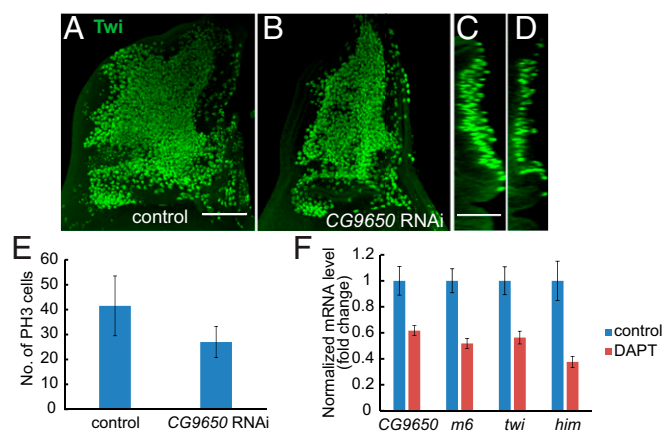 A Twi
B
C
D
control
CG9650 RNAi
E
No. of PH3 cells
60
50
40
30
20
10
0
control
CG9650 RNAi
F
Normalized mRNA level
(fold change)
1.2
1
0.8
0.6
0.4
0.2
0
CG9650 m6 twi him
control
DAPT